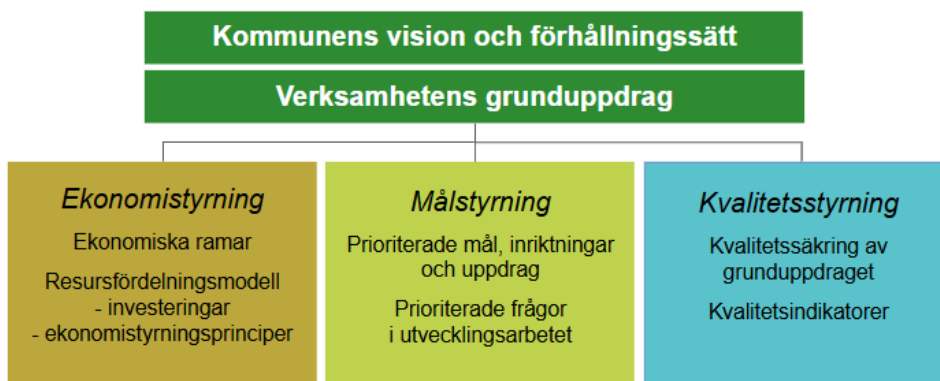 Kommunens vision och förhållningssätt
Verksamhetens grunduppdrag
Ekonomistyrning
Ekonomiska ramar
Resursfördelningsmodell
- investeringar
- ekonomistyrningsprinciper
Målstyrning
Prioriterade mål, inriktningar
och uppdrag
Prioriterade frågor
i utvecklingsarbetet
Kvalitetsstyrning
Kvalitetssäkring av
grunduppdraget
Kvalitetsindikatorer